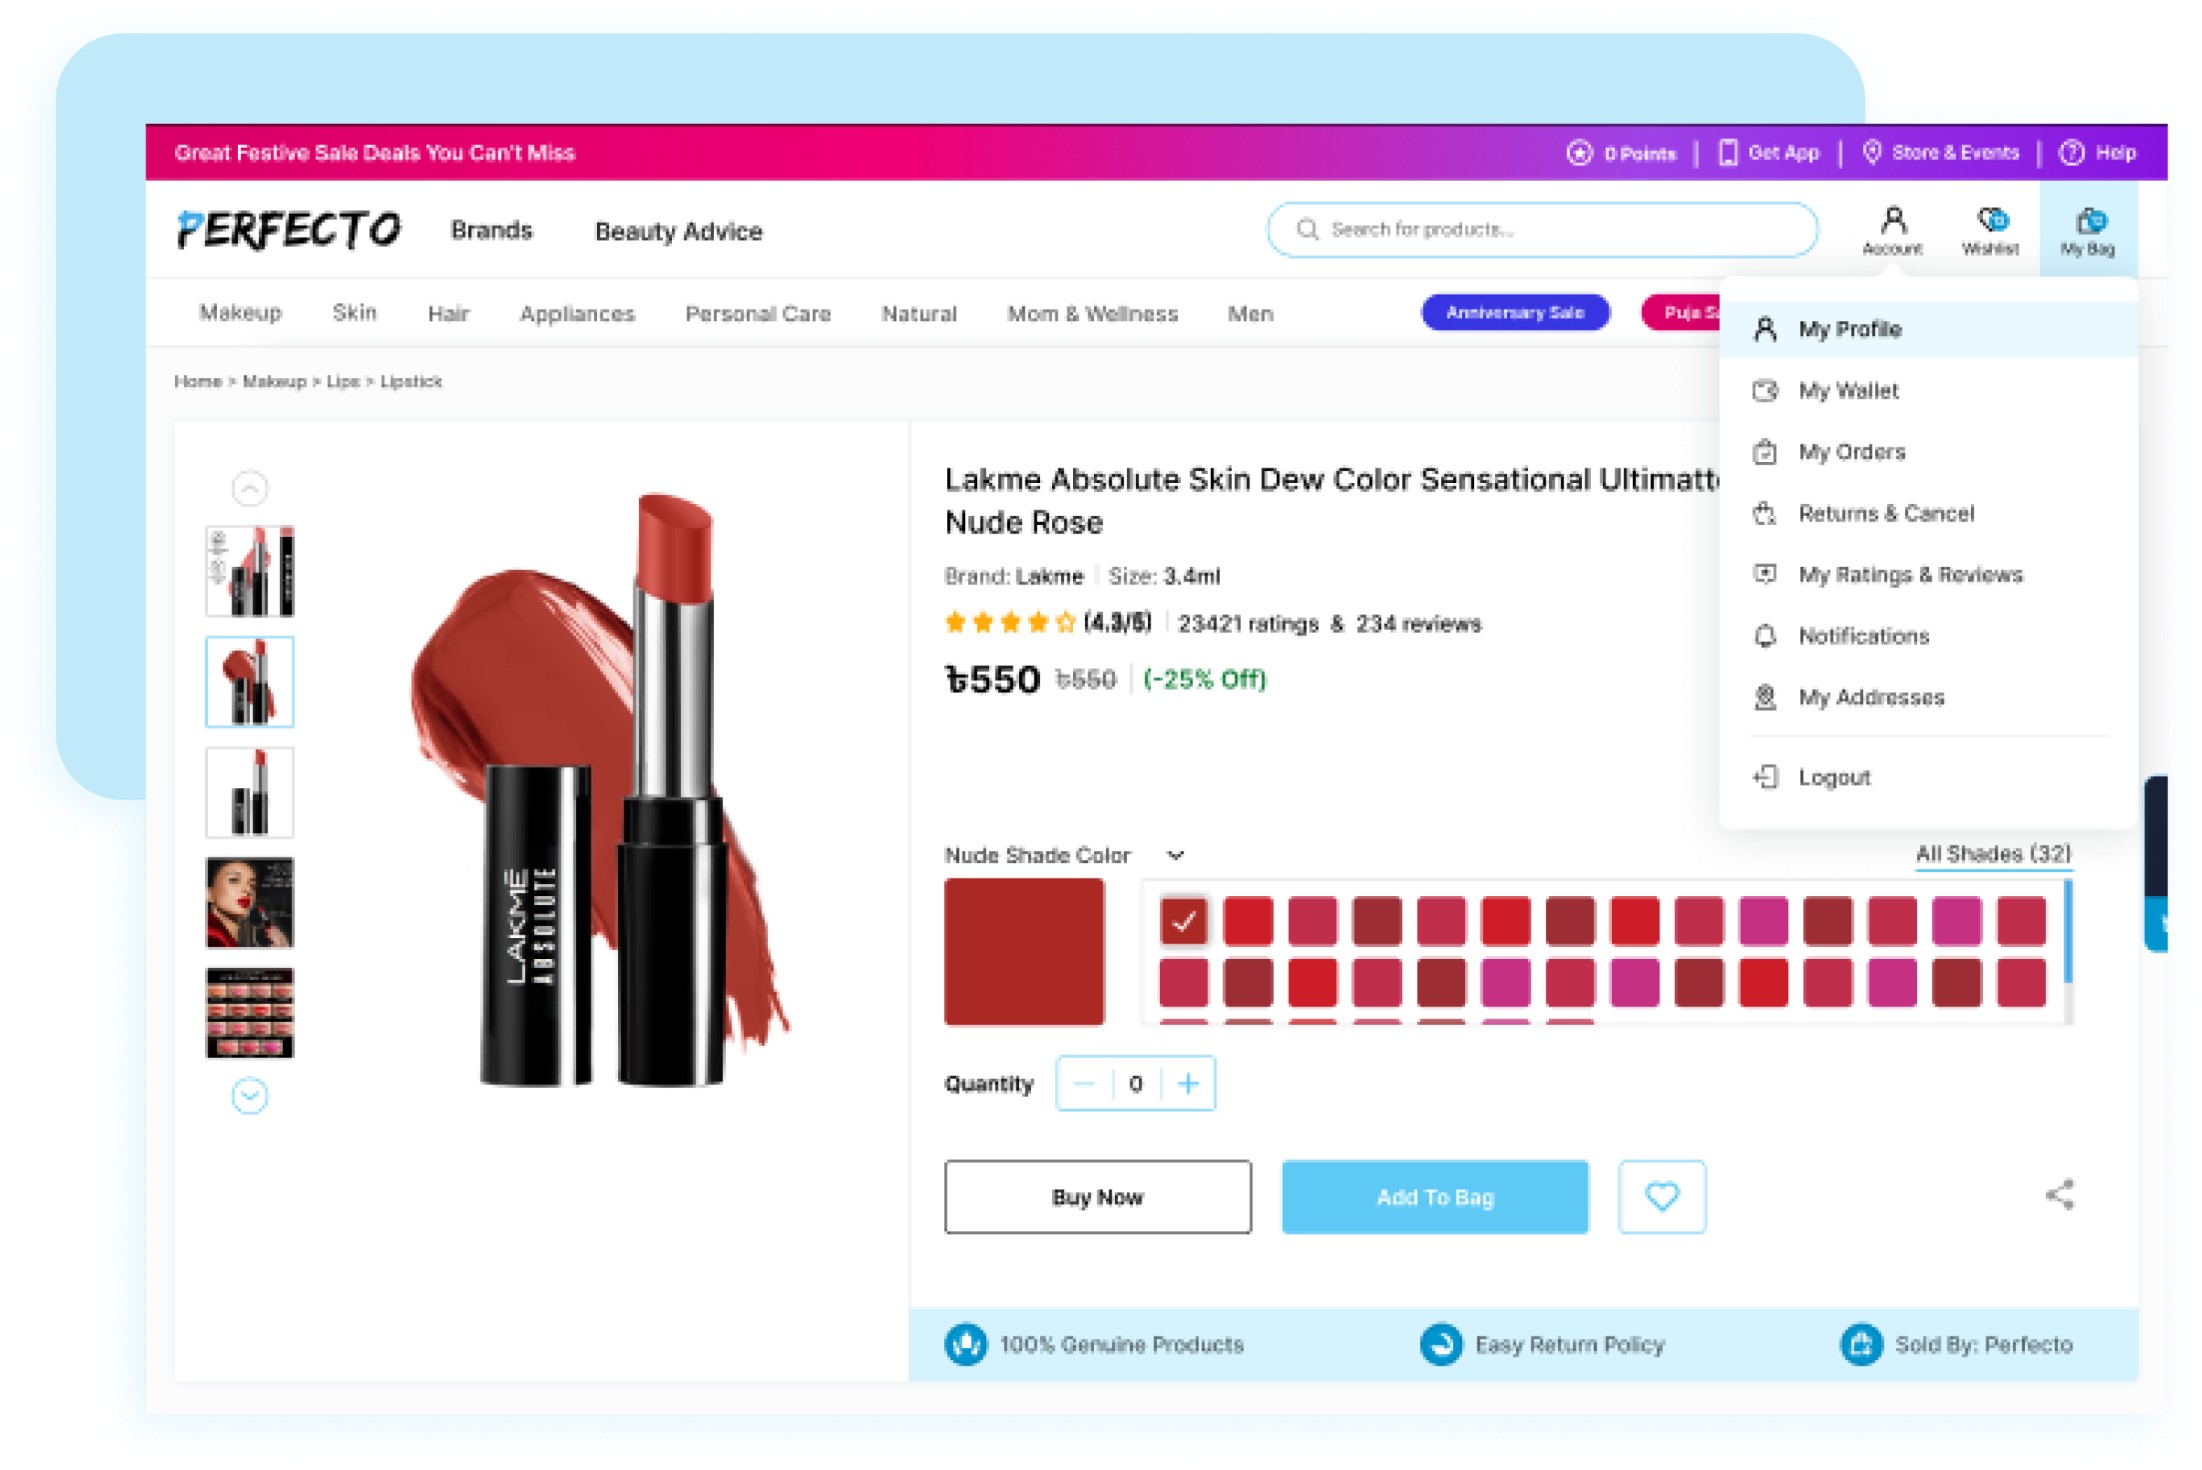 Great Festive Sale Deals You Can't Miss
0 Points | Get App | Store & Events | Help
PERFECTO
Brands
Beauty Advice
Search for products...
Account
Wishlist
My Bag
Makeup
Skin
Hair
Appliances
Personal Care
Natural
Mom & Wellness
Men
Anniversary Sale
Puja
My Profile
My Wallet
My Orders
Returns & Cancel
My Ratings & Reviews
Notifications
My Addresses
Logout
Home > Makeup > Lips > Lipstick
LAKMĒ
ABSOLUTE
Lakme Absolute Skin Dew Color Sensational Ultimatt
Nude Rose
Brand: Lakme | Size: 3.4ml
(4.3/5) | 23421 ratings & 234 reviews
৳550 ৳550 | (-25% Off)
Nude Shade Color
All Shades (32)
Quantity
0
Buy Now
Add To Bag
100% Genuine Products
Easy Return Policy
Sold By: Perfecto